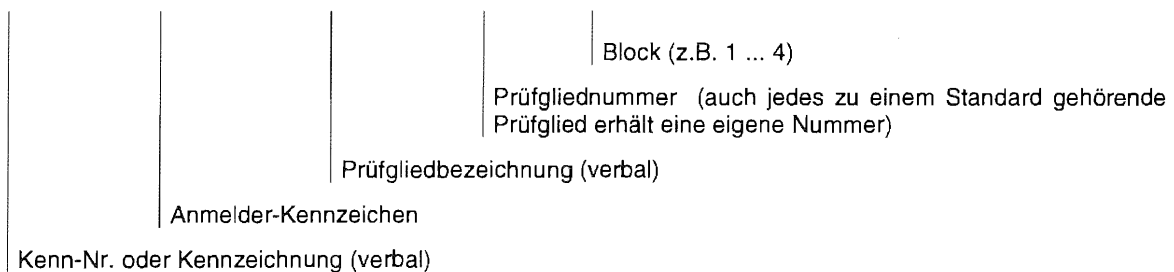 Block (z.B. 1 ... 4)
Prüfgliednummer (auch jedes zu einem Standard gehörende
Prüfglied erhält eine eigene Nummer)
Prüfgliedbezeichnung (verbal)
Anmelder-Kennzeichen
Kenn-Nr. oder Kennzeichnung (verbal)